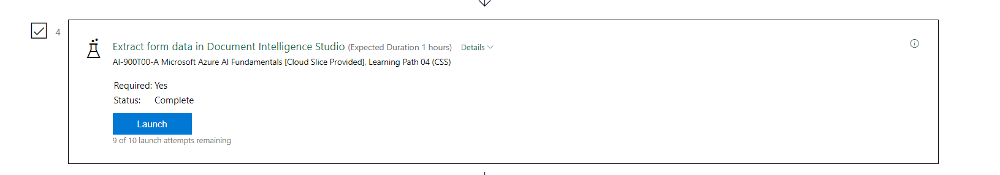 4
Extract form data in Document Intelligence Studio (Expected Duration 1 hours) Details
AI-900T00-A Microsoft Azure AI Fundamentals [Cloud Slice Provided], Learning Path 04 (CSS)
Required: Yes
Status: Complete
Launch
9 of 10 launch attempts remaining